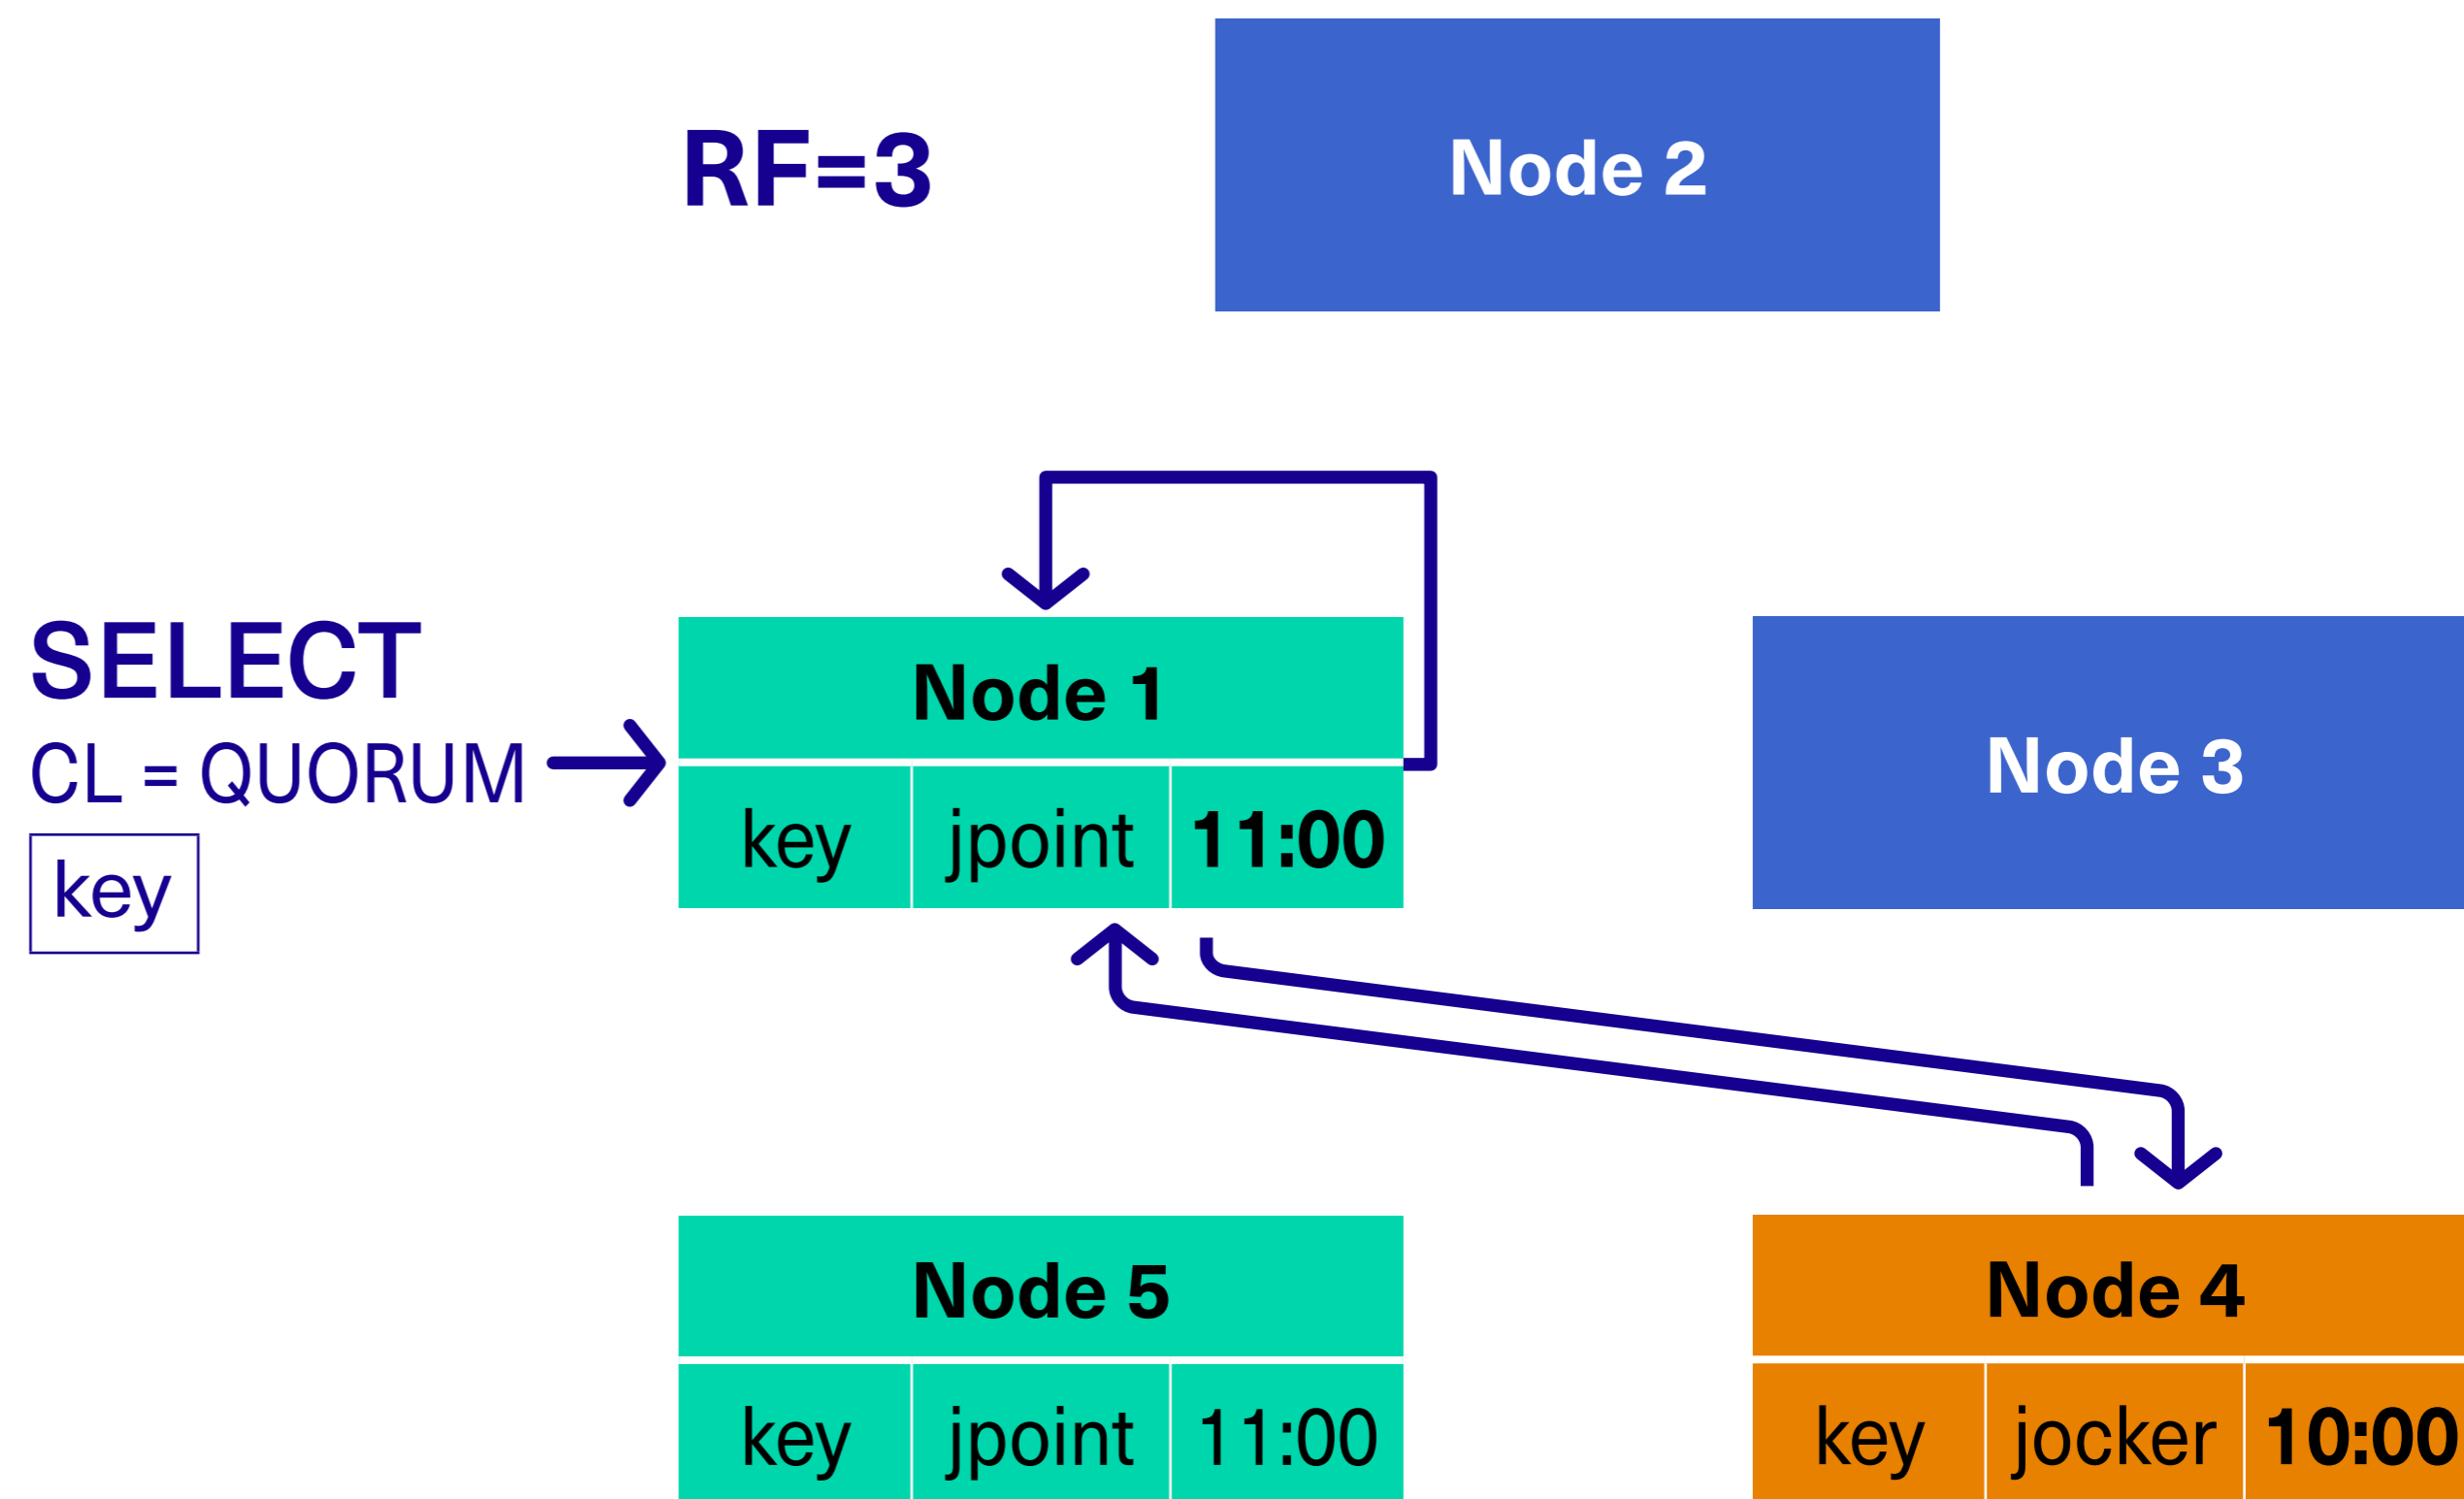 RF=3
Node 2
SELECT
CL = QUORUM
key
Node 1
key jpoint 11:00
Node 3
Node 5
key jpoint 11:00
Node 4
key jocker 10:00